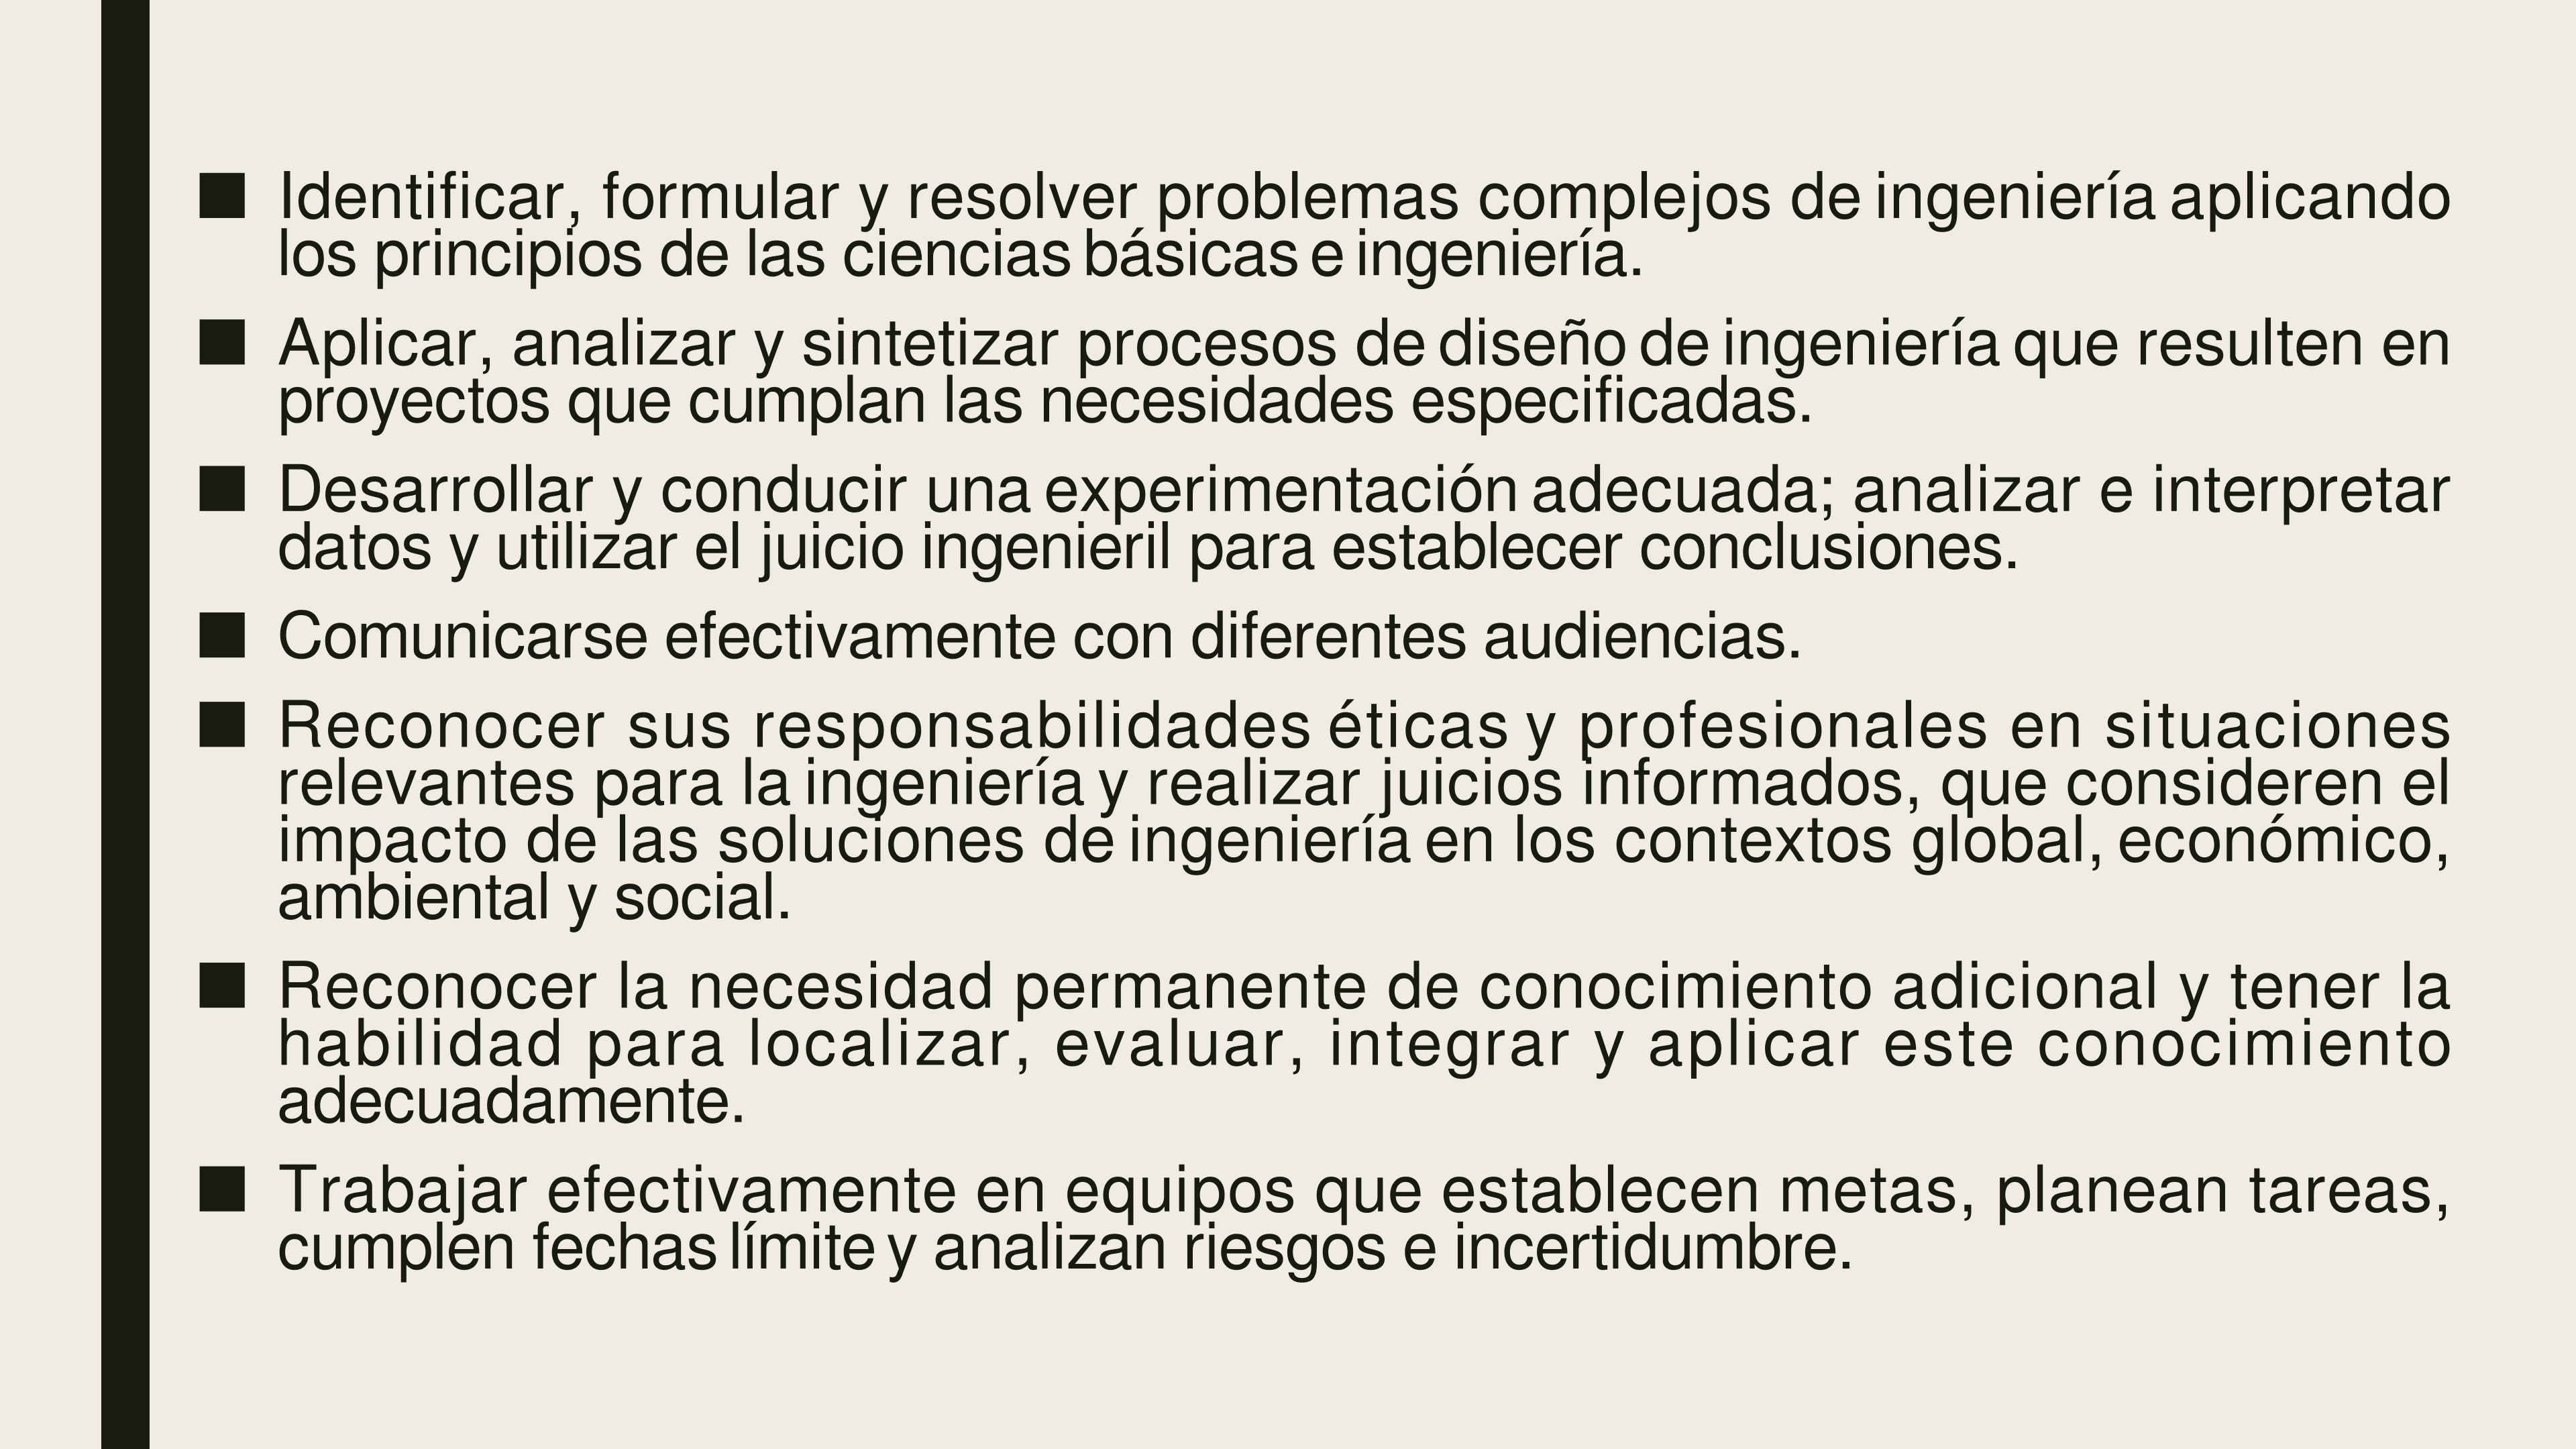 ■ Identificar, formular y resolver problemas complejos de ingeniería aplicando
los principios de las ciencias básicas e ingeniería.
■ Aplicar, analizar y sintetizar procesos de diseño de ingeniería que resulten en
proyectos que cumplan las necesidades especificadas.
■ Desarrollar y conducir una experimentación adecuada; analizar e interpretar
datos y utilizar el juicio ingenieril para establecer conclusiones.
■ Comunicarse efectivamente con diferentes audiencias.
■ Reconocer sus responsabilidades éticas y profesionales en situaciones
relevantes para la ingeniería y realizar juicios informados, que consideren el
impacto de las soluciones de ingeniería en los contextos global, económico,
ambiental y social.
■ Reconocer la necesidad permanente de conocimiento adicional y tener la
habilidad para localizar, evaluar, integrar y aplicar este conocimiento
adecuadamente.
■ Trabajar efectivamente en equipos que establecen metas, planean tareas,
cumplen fechas límite y analizan riesgos e incertidumbre.